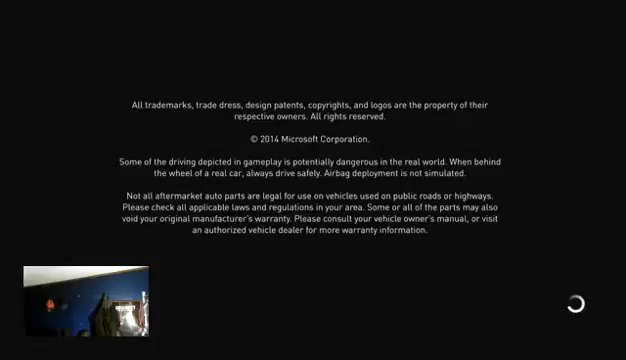 All trademarks, trade dress, design patents, copyrights, and logos are the property of their
respective owners. All rights reserved.
© 2014 Microsoft Corporation.
Some of the driving depicted in gameplay is potentially dangerous in the real world. When behind
the wheel of a real car, always drive safely. Airbag deployment is not simulated.
Not all aftermarket auto parts are legal for use on vehicles used on public roads or highways.
Please check all applicable laws and regulations in your area. Some or all of the parts may also
void your original manufacturer's warranty. Please consult your vehicle owner's manual, or visit
an authorized vehicle dealer for more warranty information.